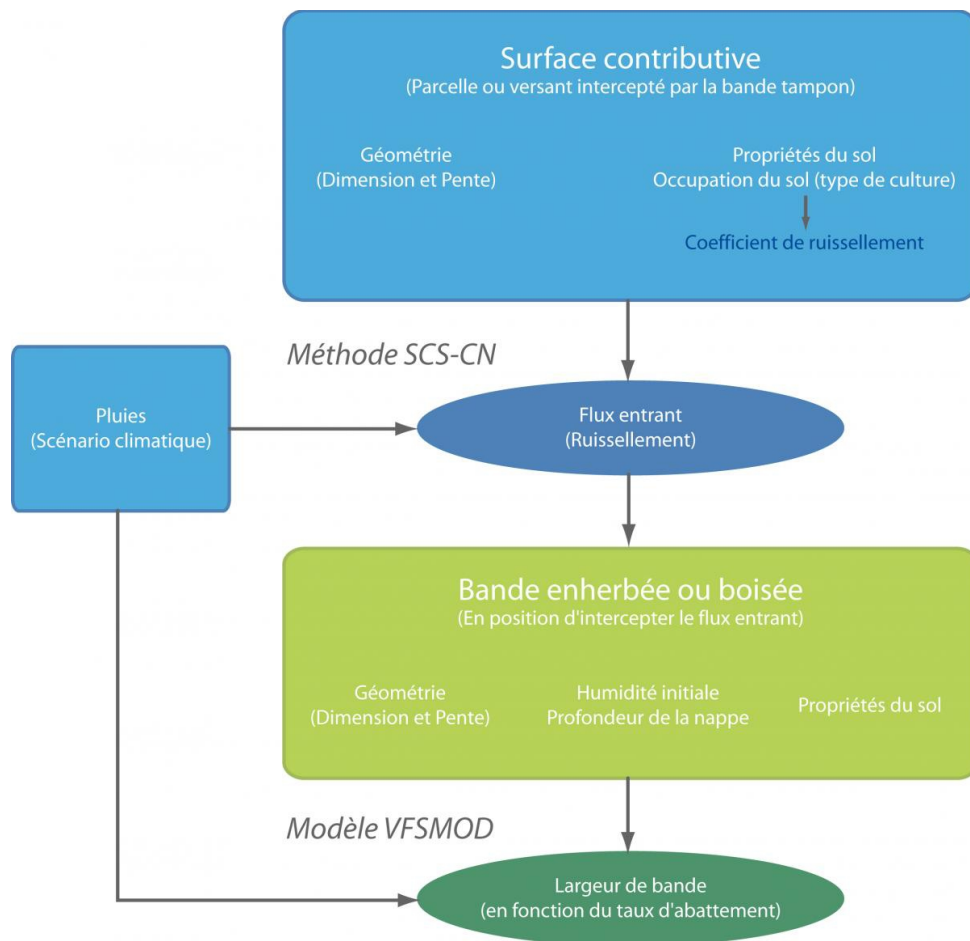 Surface contributive
(Parcelle ou versant intercepté par la bande tampon)
Géométrie
(Dimension et Pente)
Propriétés du sol
Occupation du sol (type de culture)
Coefficient de ruissellement
Méthode SCS-CN
Pluies
(Scénario climatique)
Flux entrant
(Ruissellement)
Bande enherbée ou boisée
(En position d'intercepter le flux entrant)
Géométrie
(Dimension et Pente)
Humidité initiale
Profondeur de la nappe
Propriétés du sol
Modèle VFSMOD
Largeur de bande
(en fonction du taux d'abattement)